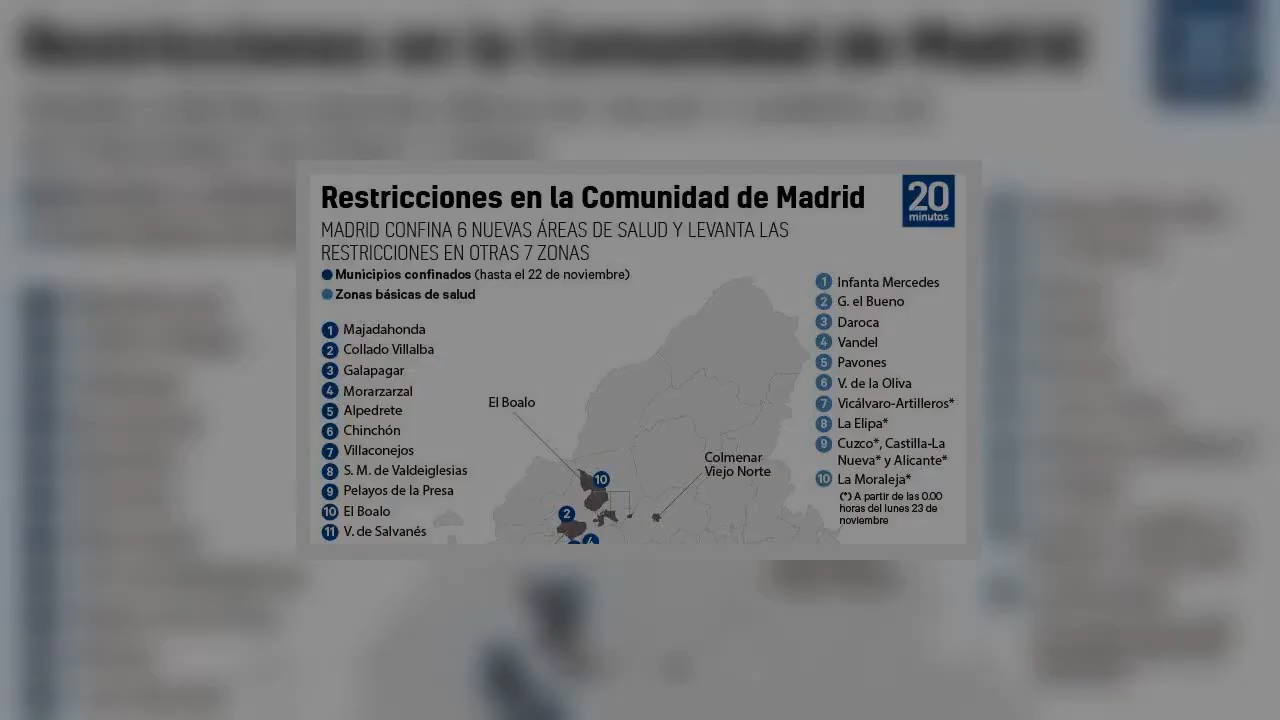 Restricciones en la Comunidad de Madrid
20
minutos
MADRID CONFINA 6 NUEVAS ÁREAS DE SALUD Y LEVANTA LAS
RESTRICCIONES EN OTRAS 7 ZONAS
Municipios confinados (hasta el 22 de noviembre)
Zonas básicas de salud
1 Majadahonda
2 Collado Villalba
3 Galapagar
4 Morarzarzal
5 Alpedrete
6 Chinchón
7 Villaconejos
8 S. M. de Valdeiglesias
9 Pelayos de la Presa
10 El Boalo
11 V. de Salvanés
El Boalo
10
2
4
Colmenar
Viejo Norte
1 Infanta Mercedes
2 G. el Bueno
3 Daroca
4 Vandel
5 Pavones
6 V. de la Oliva
7 Vicálvaro-Artilleros*
8 La Elipa*
9 Cuzco*, Castilla-La
Nueva* y Alicante*
10 La Moraleja*
(*) A partir de las 0.00
horas del lunes 23 de
noviembre